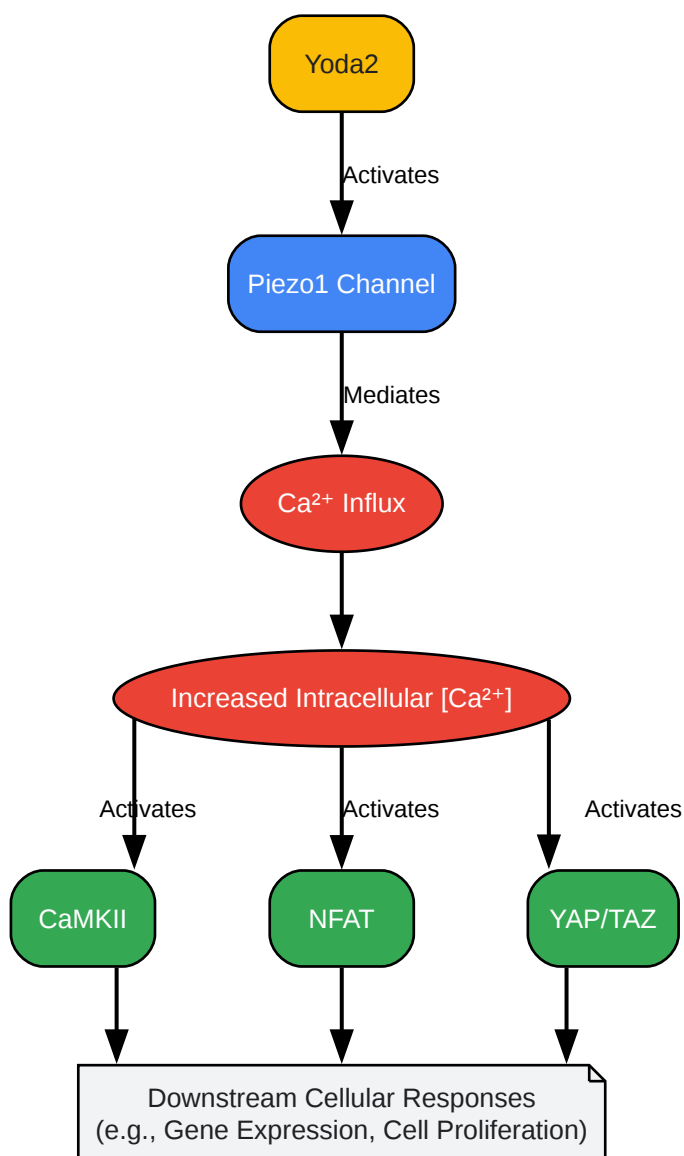 Yoda2
Activates
Piezo1 Channel
Mediates
Ca²⁺ Influx
Increased Intracellular [Ca²⁺]
Activates
Activates
Activates
CaMKII
NFAT
YAP/TAZ
Downstream Cellular Responses
(e.g., Gene Expression, Cell Proliferation)